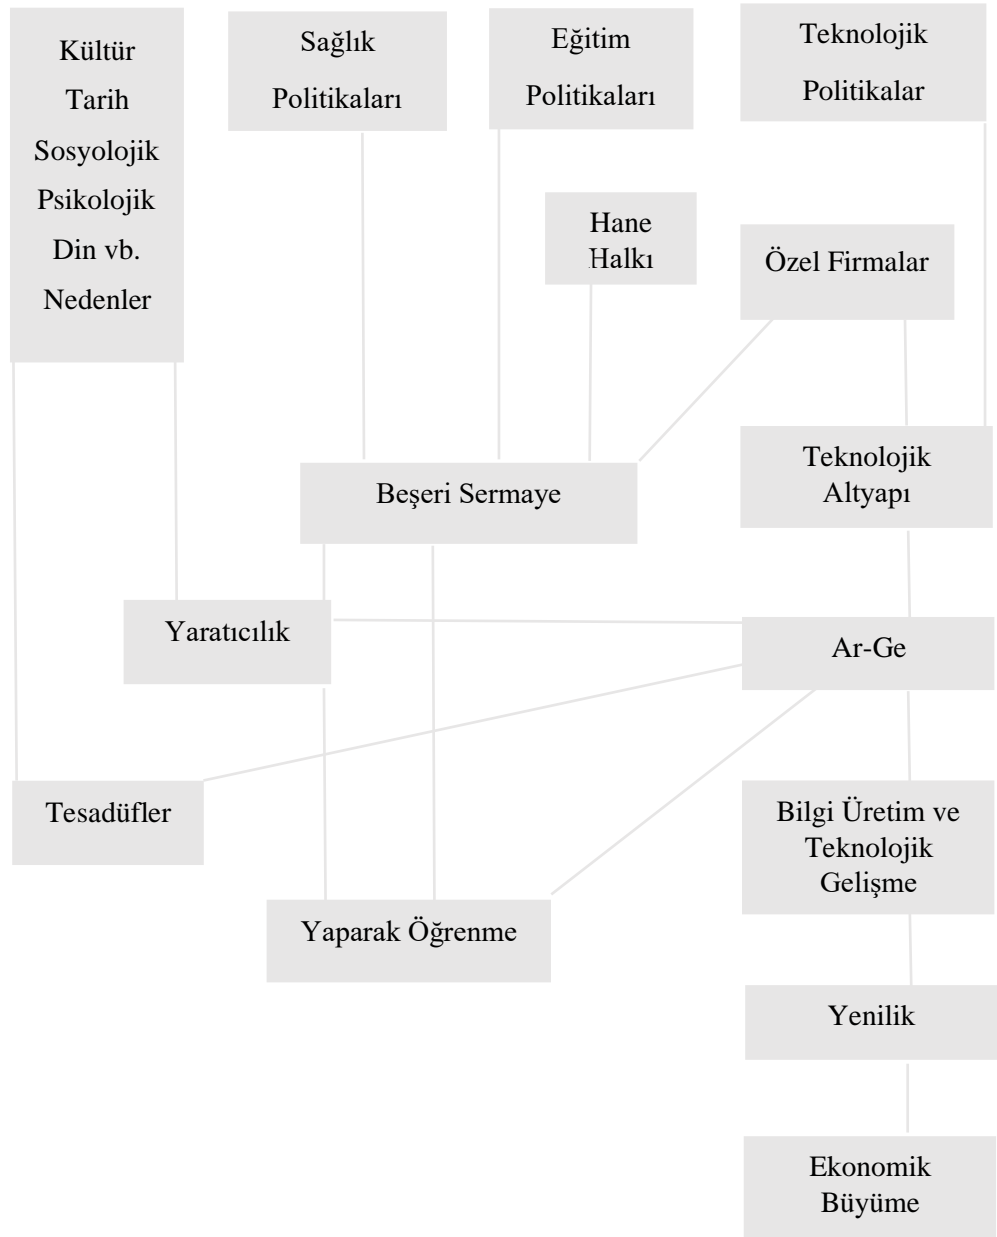 Kültür
Tarih
Sosyolojik
Psikolojik
Din vb.
Nedenler
Sağlık
Politikaları
Eğitim
Politikaları
Teknolojik
Politikalar
Hane
Halkı
Özel Firmalar
Teknolojik
Altyapı
Beşeri Sermaye
Yaratıcılık
Ar-Ge
Tesadüfler
Bilgi Üretim ve
Teknolojik
Gelişme
Yaparak Öğrenme
Yenilik
Ekonomik
Büyüme